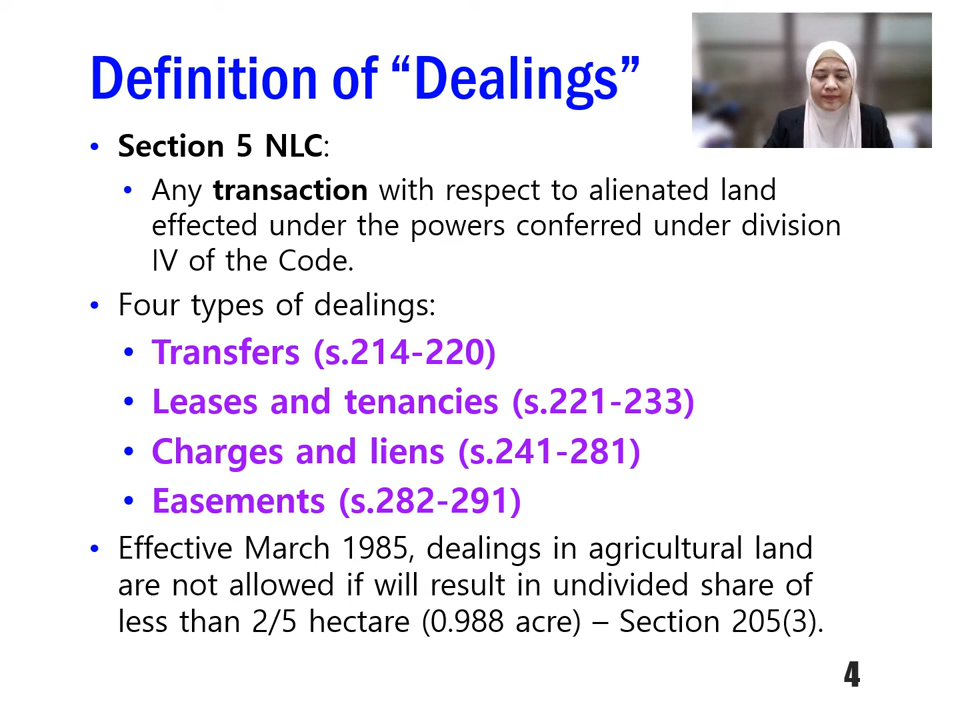 Definition of “Dealings”
• Section 5 NLC:
• Any transaction with respect to alienated land
effected under the powers conferred under division
IV of the Code.
• Four types of dealings:
• Transfers (s.214-220)
• Leases and tenancies (s.221-233)
• Charges and liens (s.241-281)
• Easements (s.282-291)
• Effective March 1985, dealings in agricultural land
are not allowed if will result in undivided share of
less than 2/5 hectare (0.988 acre) – Section 205(3).
4